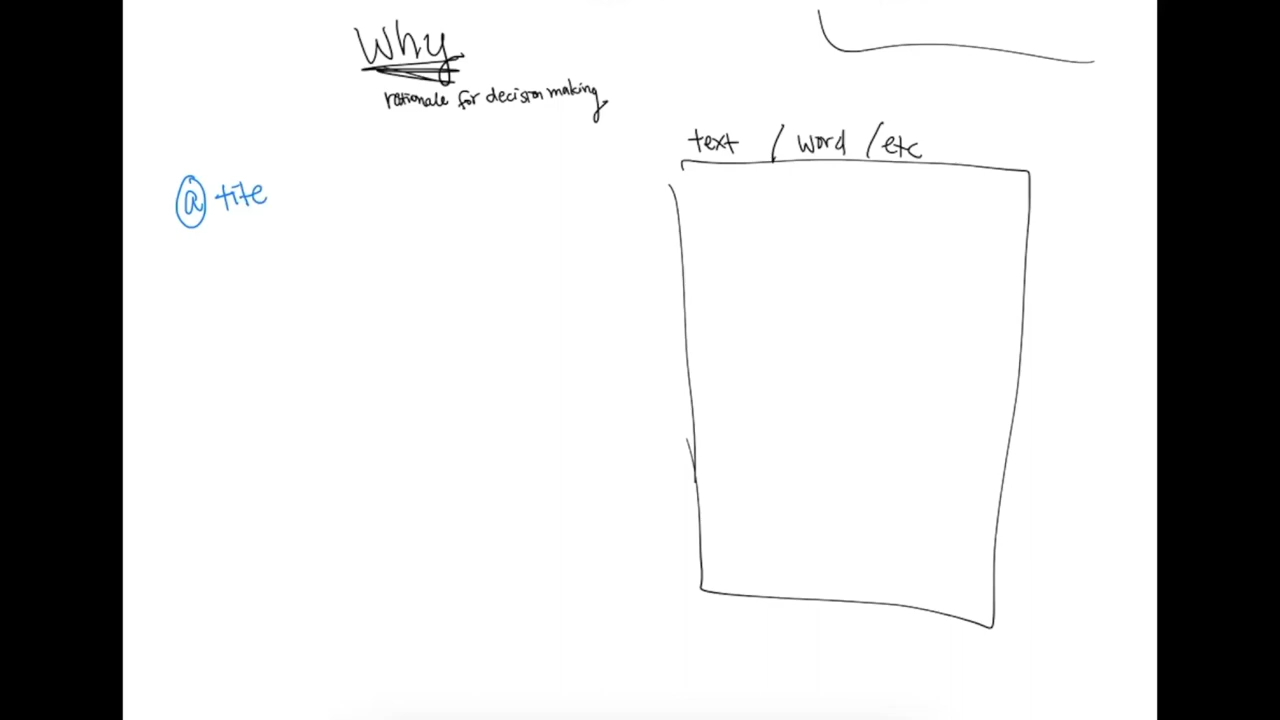 Why
rationale for decision making
text / word / etc
@ tite